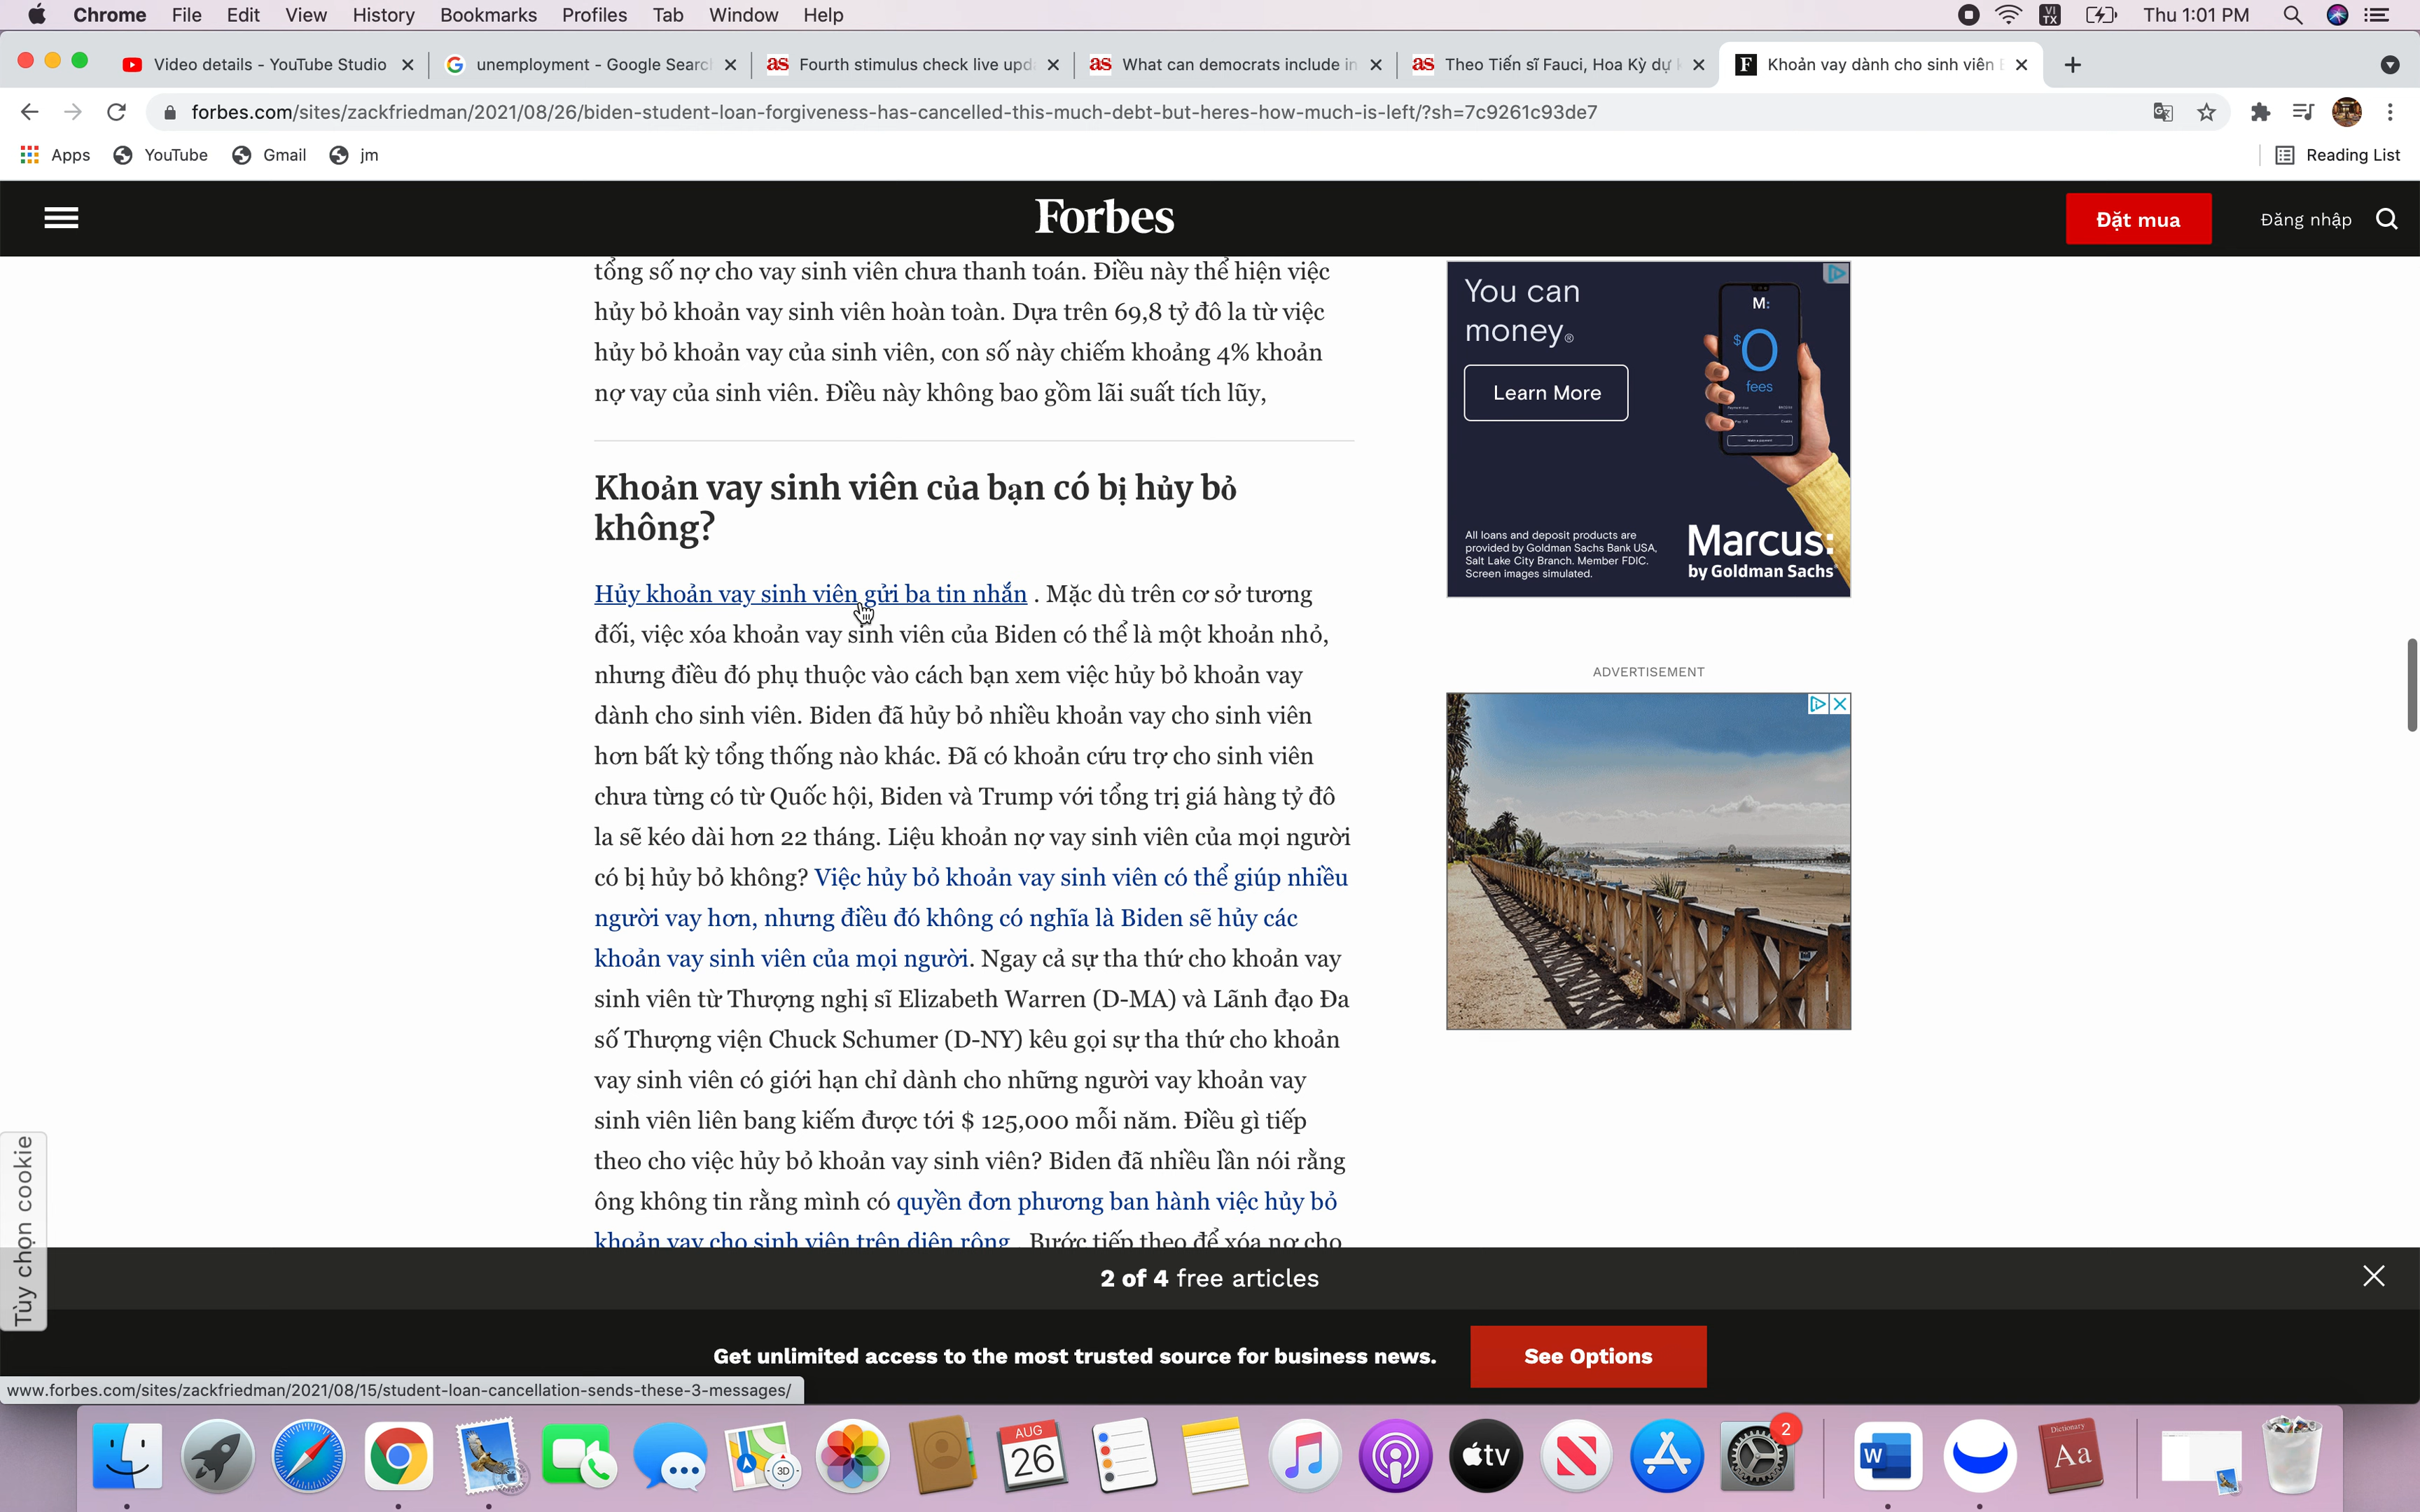 Chrome File Edit View History Bookmarks Profiles Tab Window Help
VI TX
Thu 1:01 PM
Video details - YouTube Studio
unemployment - Google Searc
Fourth stimulus check live upd
What can democrats include in
Theo Tiến sĩ Fauci, Hoa Kỳ dự
Khoản vay dành cho sinh viên
forbes.com/sites/zackfriedman/2021/08/26/biden-student-loan-forgiveness-has-cancelled-this-much-debt-but-heres-how-much-is-left/?sh=7c9261c93de7
Apps YouTube Gmail jm
Reading List
Forbes
Đặt mua
Đăng nhập
tổng số nợ cho vay sinh viên chưa thanh toán. Điều này thể hiện việc
hủy bỏ khoản vay sinh viên hoàn toàn. Dựa trên 69,8 tỷ đô la từ việc
hủy bỏ khoản vay của sinh viên, con số này chiếm khoảng 4% khoản
nợ vay của sinh viên. Điều này không bao gồm lãi suất tích lũy,
Khoản vay sinh viên của bạn có bị hủy bỏ
không?
Hủy khoản vay sinh viên gửi ba tin nhắn . Mặc dù trên cơ sở tương
đối, việc xóa khoản vay sinh viên của Biden có thể là một khoản nhỏ,
nhưng điều đó phụ thuộc vào cách bạn xem việc hủy bỏ khoản vay
dành cho sinh viên. Biden đã hủy bỏ nhiều khoản vay cho sinh viên
hơn bất kỳ tổng thống nào khác. Đã có khoản cứu trợ cho sinh viên
chưa từng có từ Quốc hội, Biden và Trump với tổng trị giá hàng tỷ đô
la sẽ kéo dài hơn 22 tháng. Liệu khoản nợ vay sinh viên của mọi người
có bị hủy bỏ không? Việc hủy bỏ khoản vay sinh viên có thể giúp nhiều
người vay hơn, nhưng điều đó không có nghĩa là Biden sẽ hủy các
khoản vay sinh viên của mọi người. Ngay cả sự tha thứ cho khoản vay
sinh viên từ Thượng nghị sĩ Elizabeth Warren (D-MA) và Lãnh đạo Đa
số Thượng viện Chuck Schumer (D-NY) kêu gọi sự tha thứ cho khoản
vay sinh viên có giới hạn chỉ dành cho những người vay khoản vay
sinh viên liên bang kiếm được tới $ 125,000 mỗi năm. Điều gì tiếp
theo cho việc hủy bỏ khoản vay sinh viên? Biden đã nhiều lần nói rằng
ông không tin rằng mình có quyền đơn phương ban hành việc hủy bỏ
khoản vay cho sinh viên trên diện rộng . Bước tiếp theo để xóa nợ cho
You can
money®
Learn More
M:
$0
fees
All loans and deposit products are
provided by Goldman Sachs Bank USA,
Salt Lake City Branch. Member FDIC.
Screen images simulated.
Marcus:
by Goldman Sachs®
ADVERTISEMENT
Tùy chọn cookie
2 of 4 free articles
Get unlimited access to the most trusted source for business news.
See Options
www.forbes.com/sites/zackfriedman/2021/08/15/student-loan-cancellation-sends-these-3-messages/
3D
AUG
26
tv
2
W
Dictionary
Aa